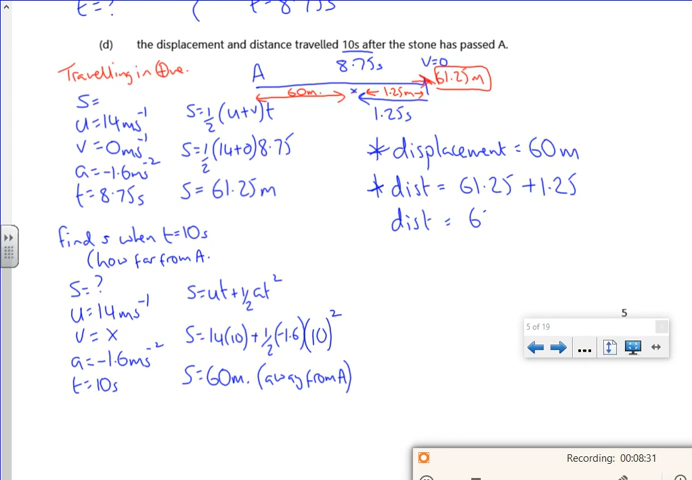 t=? ( t=8.75s
(d) the displacement and distance travelled 10s after the stone has passed A.
Travelling in +ve.
A 8.75s V=0 61.25m
60m. * 1.25m
1.25s
S=
u=14ms⁻¹ S=½(u+v)t
v=0ms⁻¹ S=½(14+0)8.75
a=-1.6ms⁻²
t=8.75s S=61.25m
* displacement = 60m
* dist = 61.25 + 1.25
dist = 6
find s when t=10s
(how far from A.
S=? S=ut+½at²
u=14ms⁻¹
v=x S=14(10)+½(-1.6)(10)²
a=-1.6ms⁻²
t=10s S=60m. (away from A)
5
5 of 19
Recording: 00:08:31